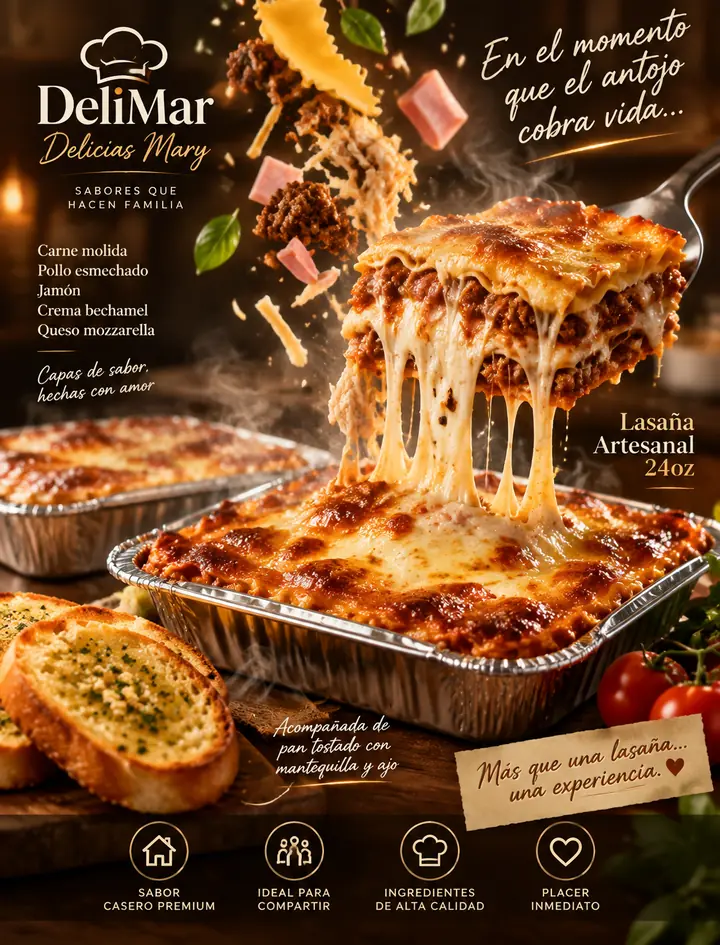 DeliMar
Delicias Mary
SABORES QUE
HACEN FAMILIA
En el momento
que el antojo
cobra vida...
Carne molida
Pollo esmechado
Jamón
Crema bechamel
Queso mozzarella
Capas de sabor,
hechas con amor
Lasaña
Artesanal
24oz
Acompañada de
pan tostado con
mantequilla y ajo
Más que una lasaña...
una experiencia.
SABOR
CASERO PREMIUM
IDEAL PARA
COMPARTIR
INGREDIENTES
DE ALTA CALIDAD
PLACER
INMEDIATO